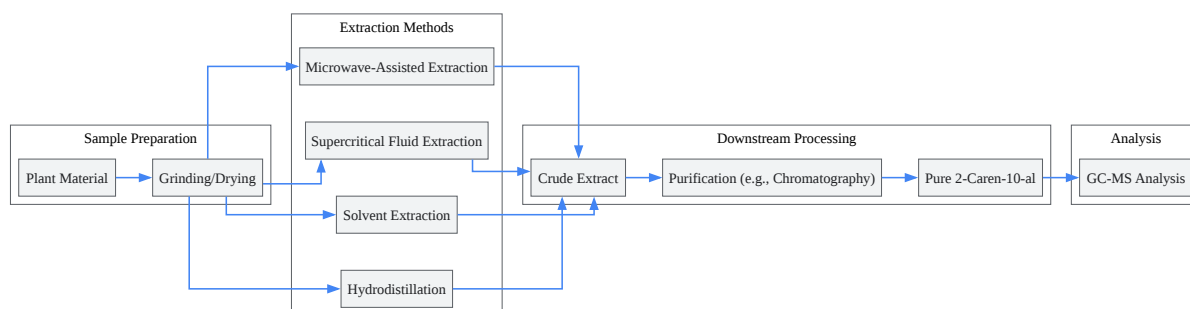 Extraction Methods
Microwave-Assisted Extraction
Sample Preparation
Plant Material
Grinding/Drying
Supercritical Fluid Extraction
Solvent Extraction
Hydrodistillation
Downstream Processing
Crude Extract
Purification (e.g., Chromatography)
Pure 2-Caren-10-al
Analysis
GC-MS Analysis